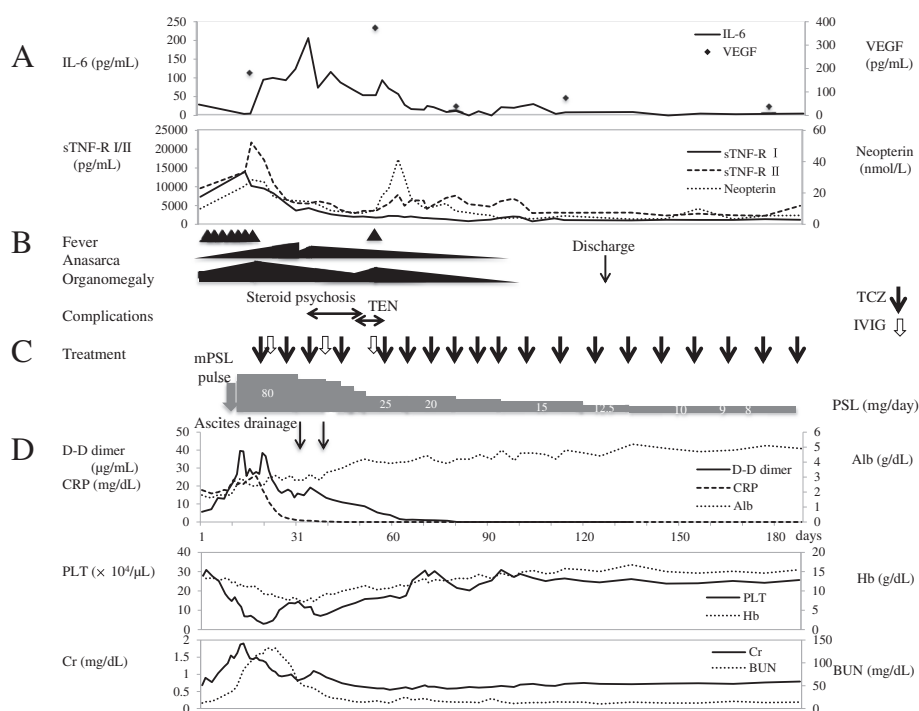 A
IL-6 (pg/mL)
250
200
150
100
50
0
IL-6
VEGF
400
300
200
100
0
VEGF
(pg/mL)
sTNF-R I/II
(pg/mL)
25000
20000
15000
10000
5000
0
sTNF-R I
sTNF-R II
Neopterin
60
40
20
0
Neopterin
(nmol/L)
B
Fever
Anasarca
Organomegaly
Discharge
Steroid psychosis
TEN
Complications
TCZ
IVIG
C
Treatment
mPSL
pulse
80
25
20
15
12.5
10
9
8
PSL (mg/day)
Ascites drainage
D
D-D dimer
(μg/mL)
CRP (mg/dL)
50
40
30
20
10
0
D-D dimer
CRP
Alb
6
5
4
3
2
1
0
Alb (g/dL)
1 31 60 90 120 150 180 days
PLT (× 10⁴/μL)
40
30
20
10
0
PLT
Hb
20
15
10
5
0
Hb (g/dL)
Cr (mg/dL)
2
1.5
1
0.5
0
Cr
BUN
150
100
50
0
BUN (mg/dL)